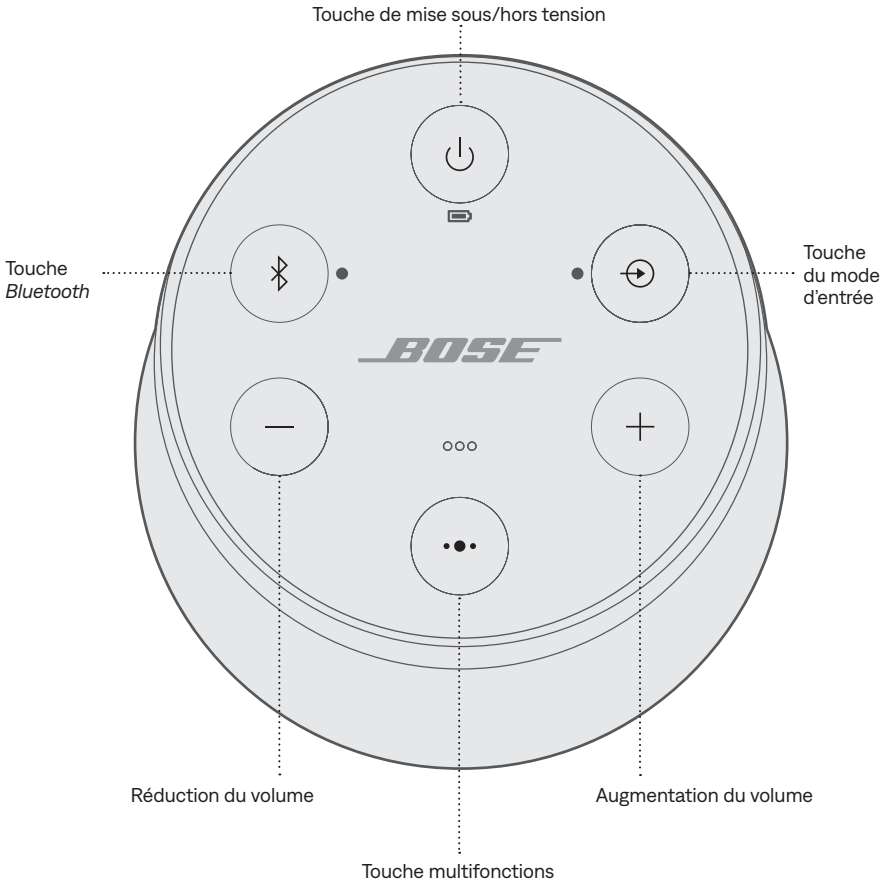 Touche de mise sous/hors tension
Touche
Bluetooth
Touche
du mode
d’entrée
BOSE
Réduction du volume
Augmentation du volume
Touche multifonctions